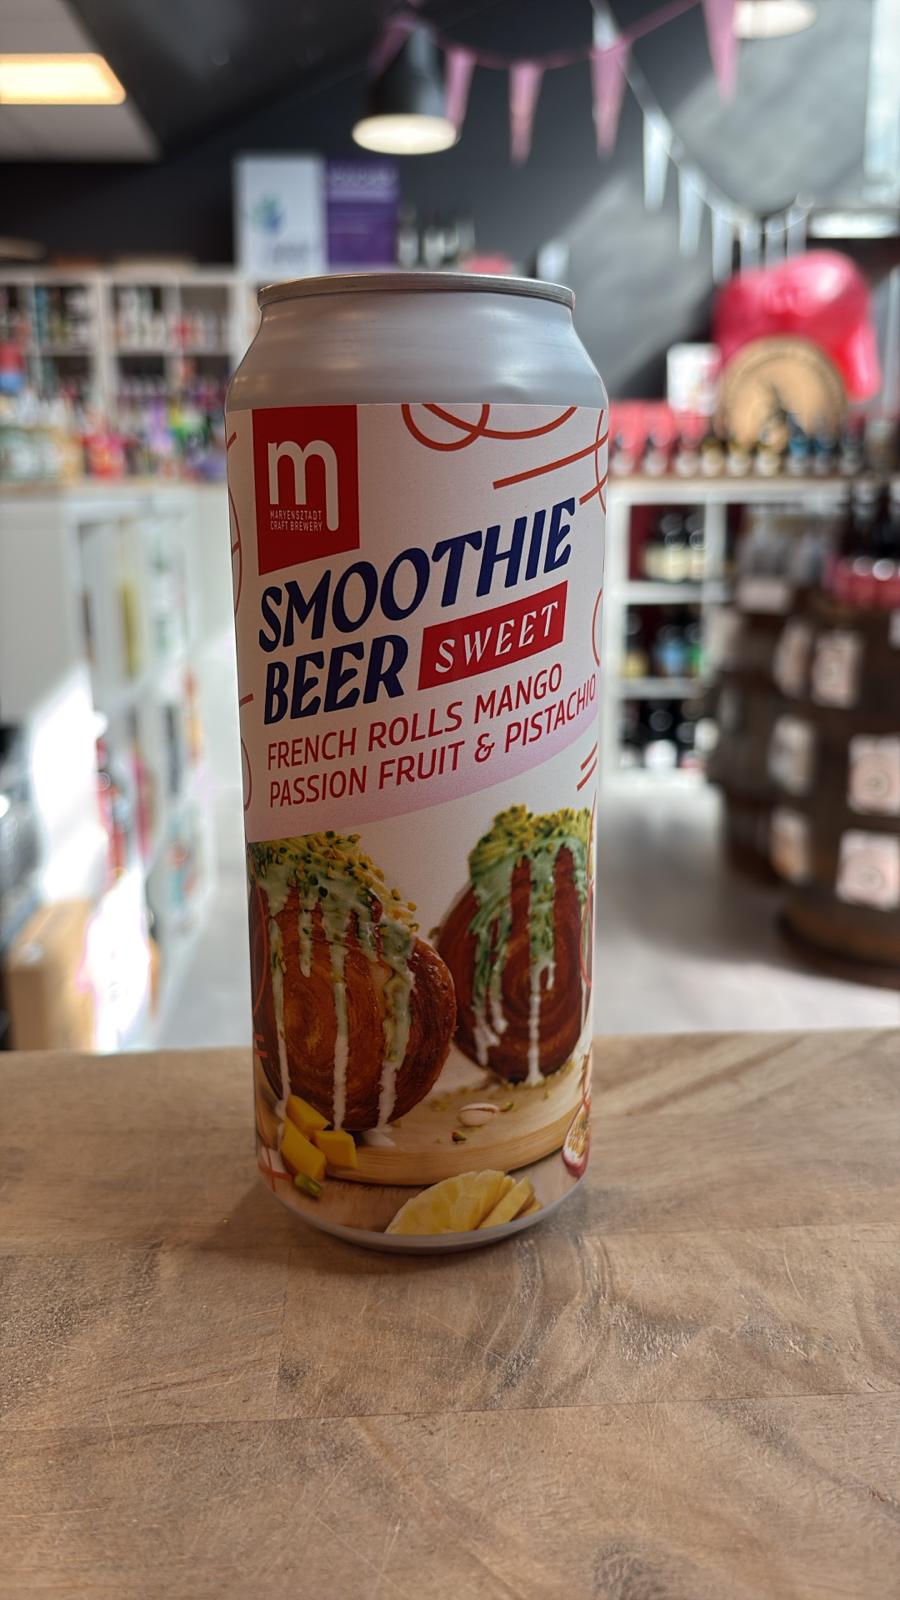 m
MARYENSZTADT
CRAFT BREWERY
SMOOTHIE
BEER SWEET
FRENCH ROLLS MANGO
PASSION FRUIT & PISTACHIO